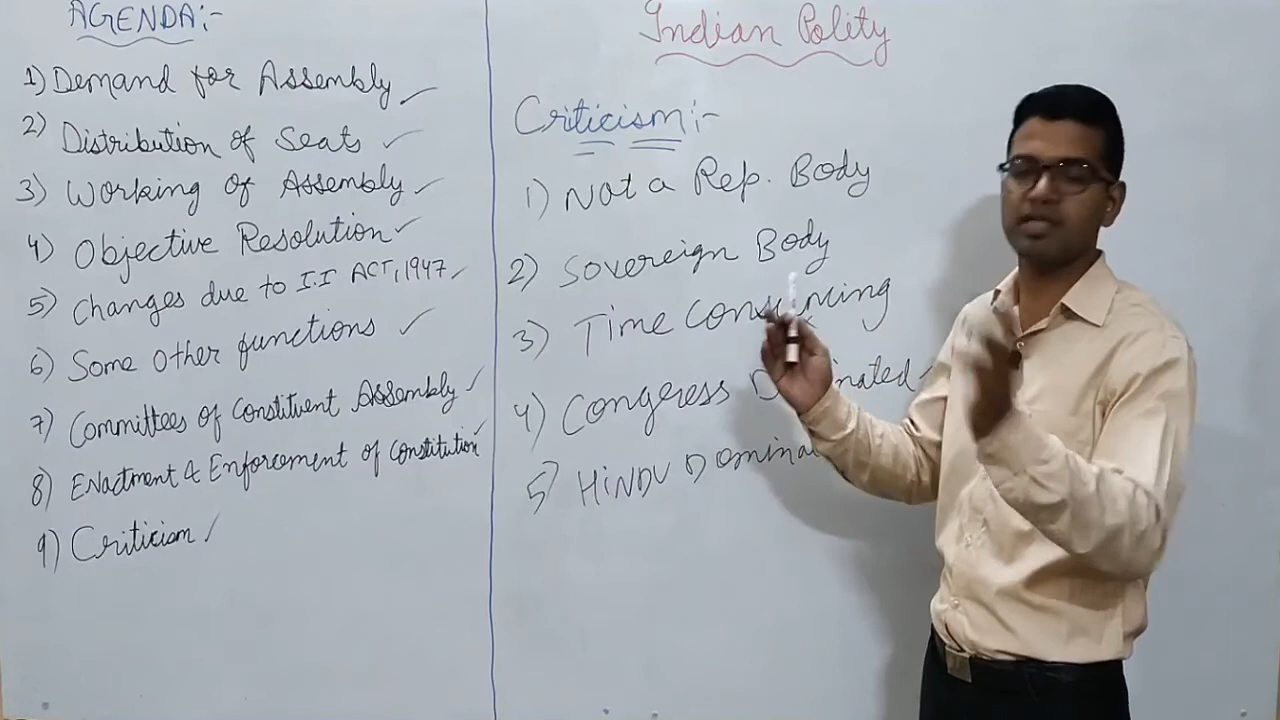 AGENDA:-
1) Demand for Assembly
2) Distribution of Seats
3) Working of Assembly
4) Objective Resolution
5) Changes due to I.I ACT, 1947
6) Some other functions
7) Committees of Constituent Assembly
8) Enactment & Enforcement of Constitution
9) Criticism
Indian Polity
Criticism:-
1) Not a Rep. Body
2) Sovereign Body
3) Time
4) Congress
5) HINDU